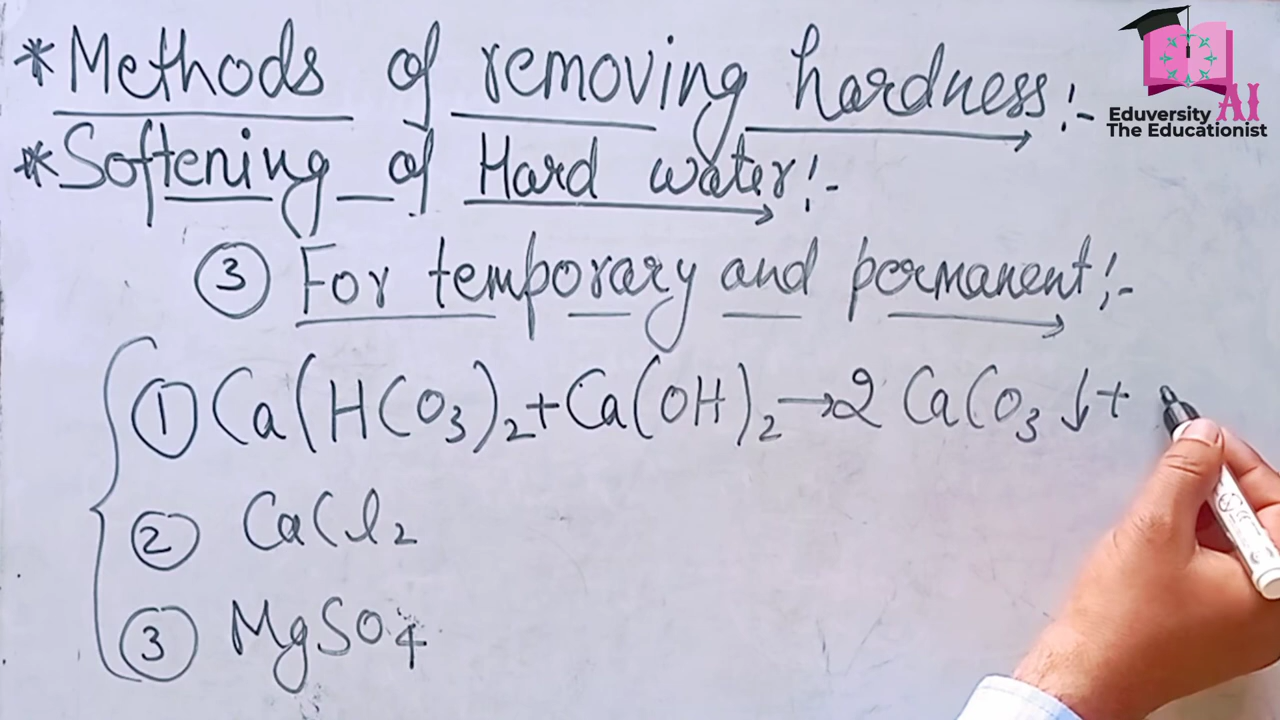 *Methods of removing hardness:-
*Softening of Hard water:-
③ For temporary and permanent:-
① Ca(HCO₃)₂+Ca(OH)₂→2 CaCO₃↓+
② CaCl₂
③ MgSO₄
AI
Eduversity
The Educationist